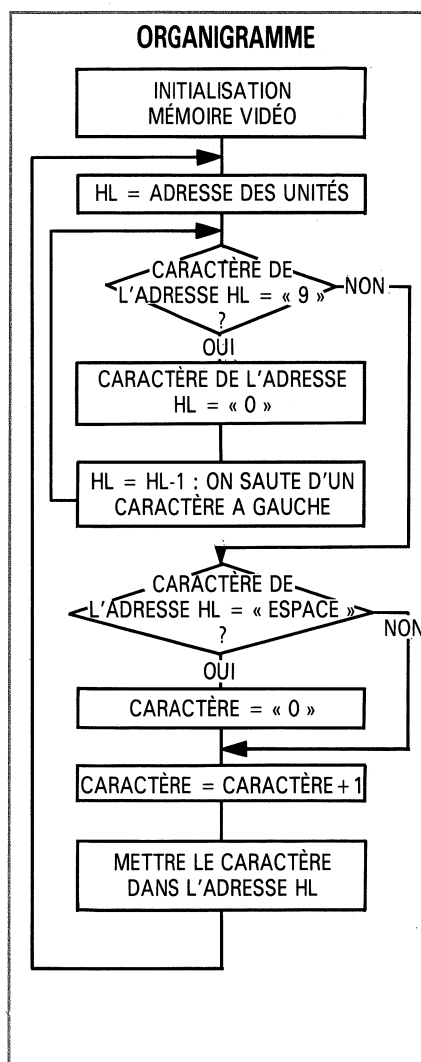 ORGANIGRAMME
INITIALISATION
MÉMOIRE VIDÉO
HL = ADRESSE DES UNITÉS
CARACTÈRE DE
L'ADRESSE HL = « 9 »
?
NON
OUI
CARACTÈRE DE L'ADRESSE
HL = « 0 »
HL = HL-1 : ON SAUTE D'UN
CARACTÈRE A GAUCHE
CARACTÈRE DE
L'ADRESSE HL = « ESPACE »
?
NON
OUI
CARACTÈRE = « 0 »
CARACTÈRE = CARACTÈRE+1
METTRE LE CARACTÈRE
DANS L'ADRESSE HL